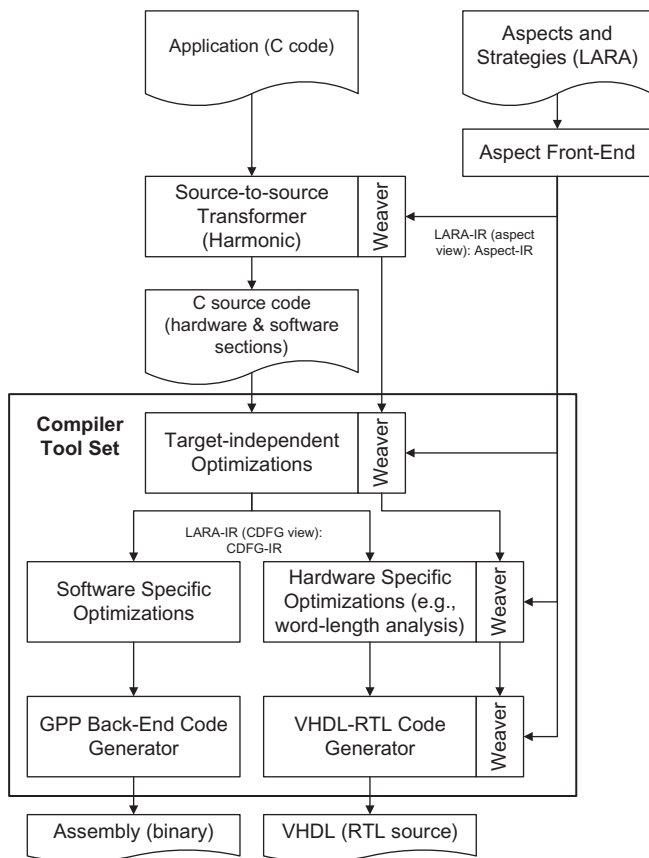 Application (C code)
Aspects and
Strategies (LARA)
Aspect Front-End
Source-to-source
Transformer
(Harmonic)
Weaver
LARA-IR (aspect
view): Aspect-IR
C source code
(hardware & software
sections)
Compiler
Tool Set
Target-independent
Optimizations
Weaver
LARA-IR (CDFG view):
CDFG-IR
Software Specific
Optimizations
Hardware Specific
Optimizations (e.g.,
word-length analysis)
Weaver
GPP Back-End Code
Generator
VHDL-RTL Code
Generator
Weaver
Assembly (binary)
VHDL (RTL source)